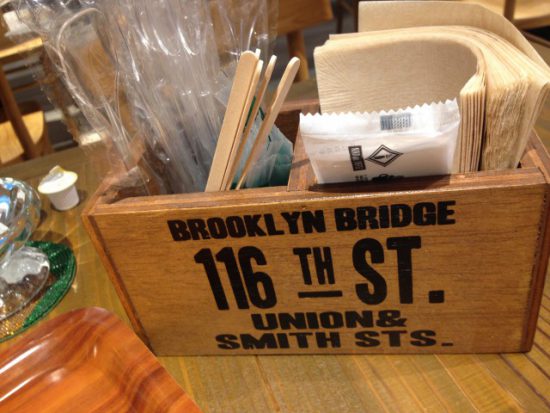 BROOKLYN BRIDGE
116 TH ST.
UNION&
SMITH STS.